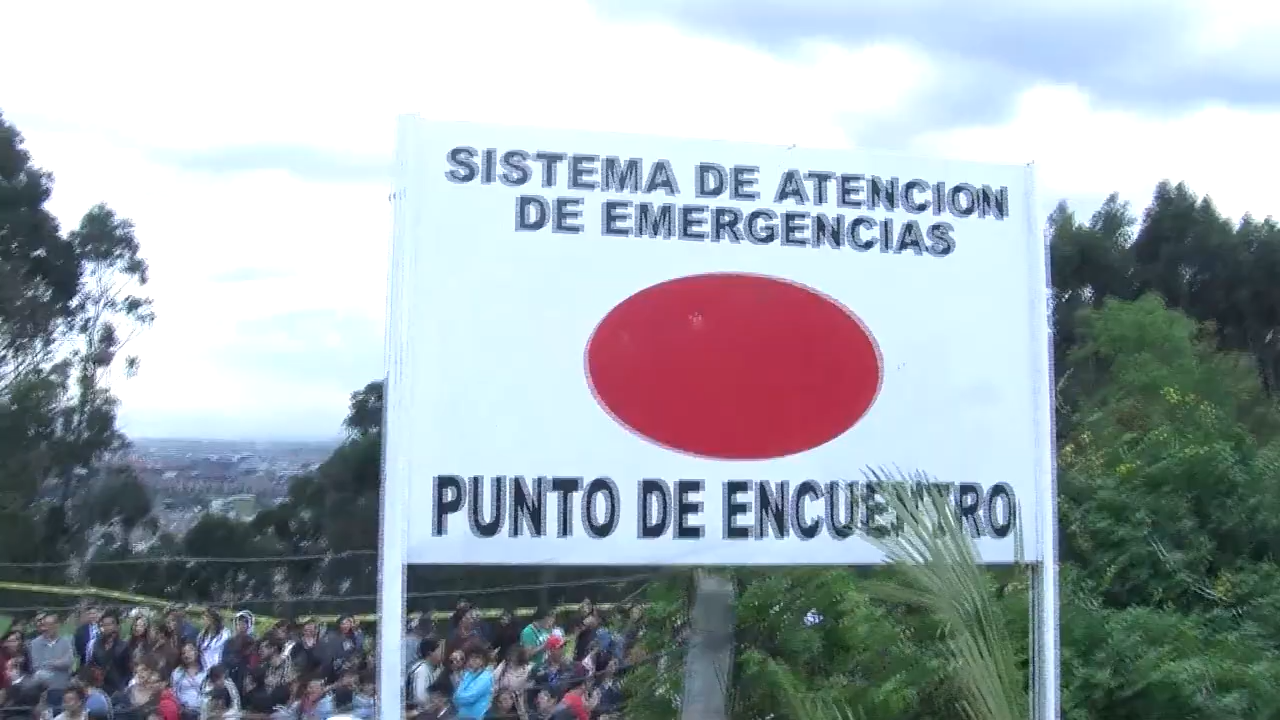 SISTEMA DE ATENCION
DE EMERGENCIAS
PUNTO DE ENCUENTRO